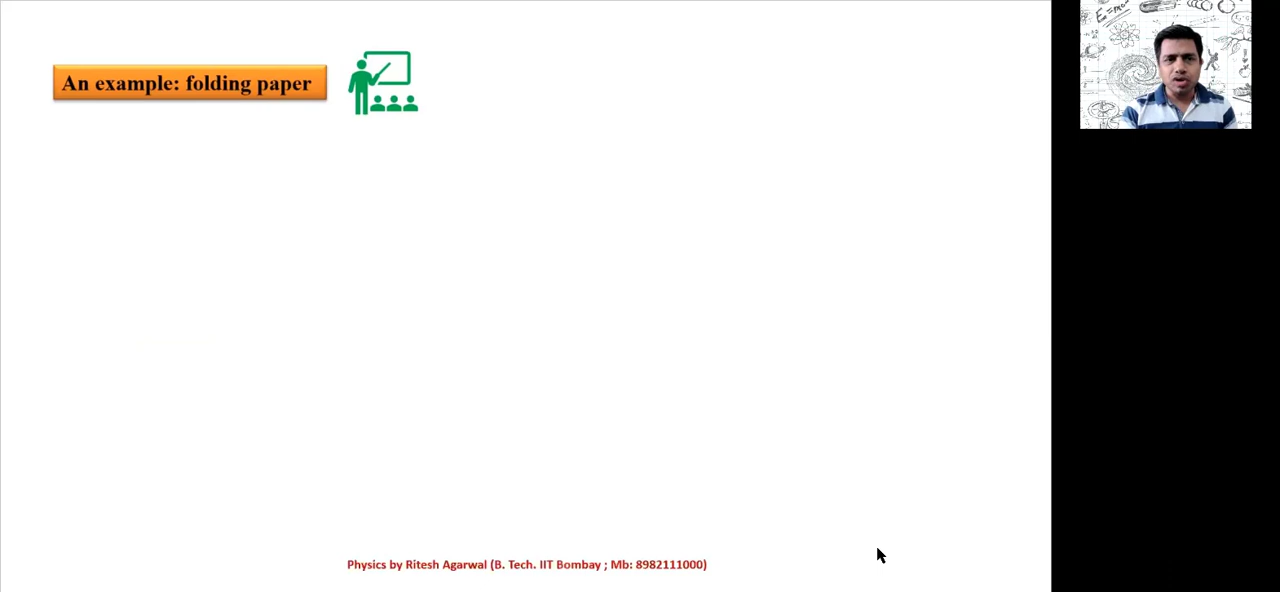 An example: folding paper
Physics by Ritesh Agarwal (B. Tech. IIT Bombay ; Mb: 8982111000)